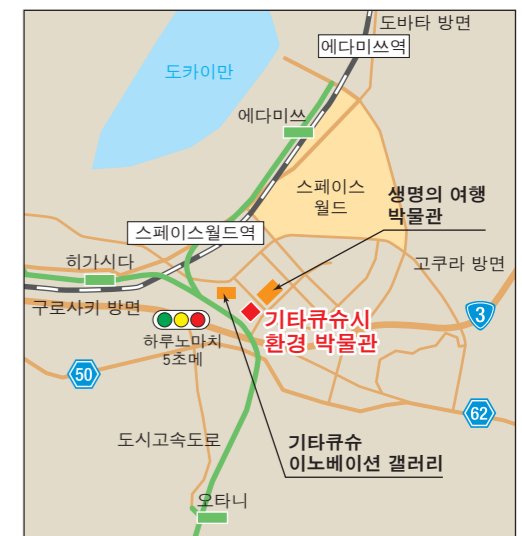 도바타 방면
에다미쓰역
도카이만
에다미쓰
스페이스
월드
생명의 여행
박물관
스페이스월드역
히가시다
고쿠라 방면
구로사키 방면
기타큐슈시
환경 박물관
3
하루노마치
5초메
50
62
도시고속도로
기타큐슈
이노베이션 갤러리
오타니